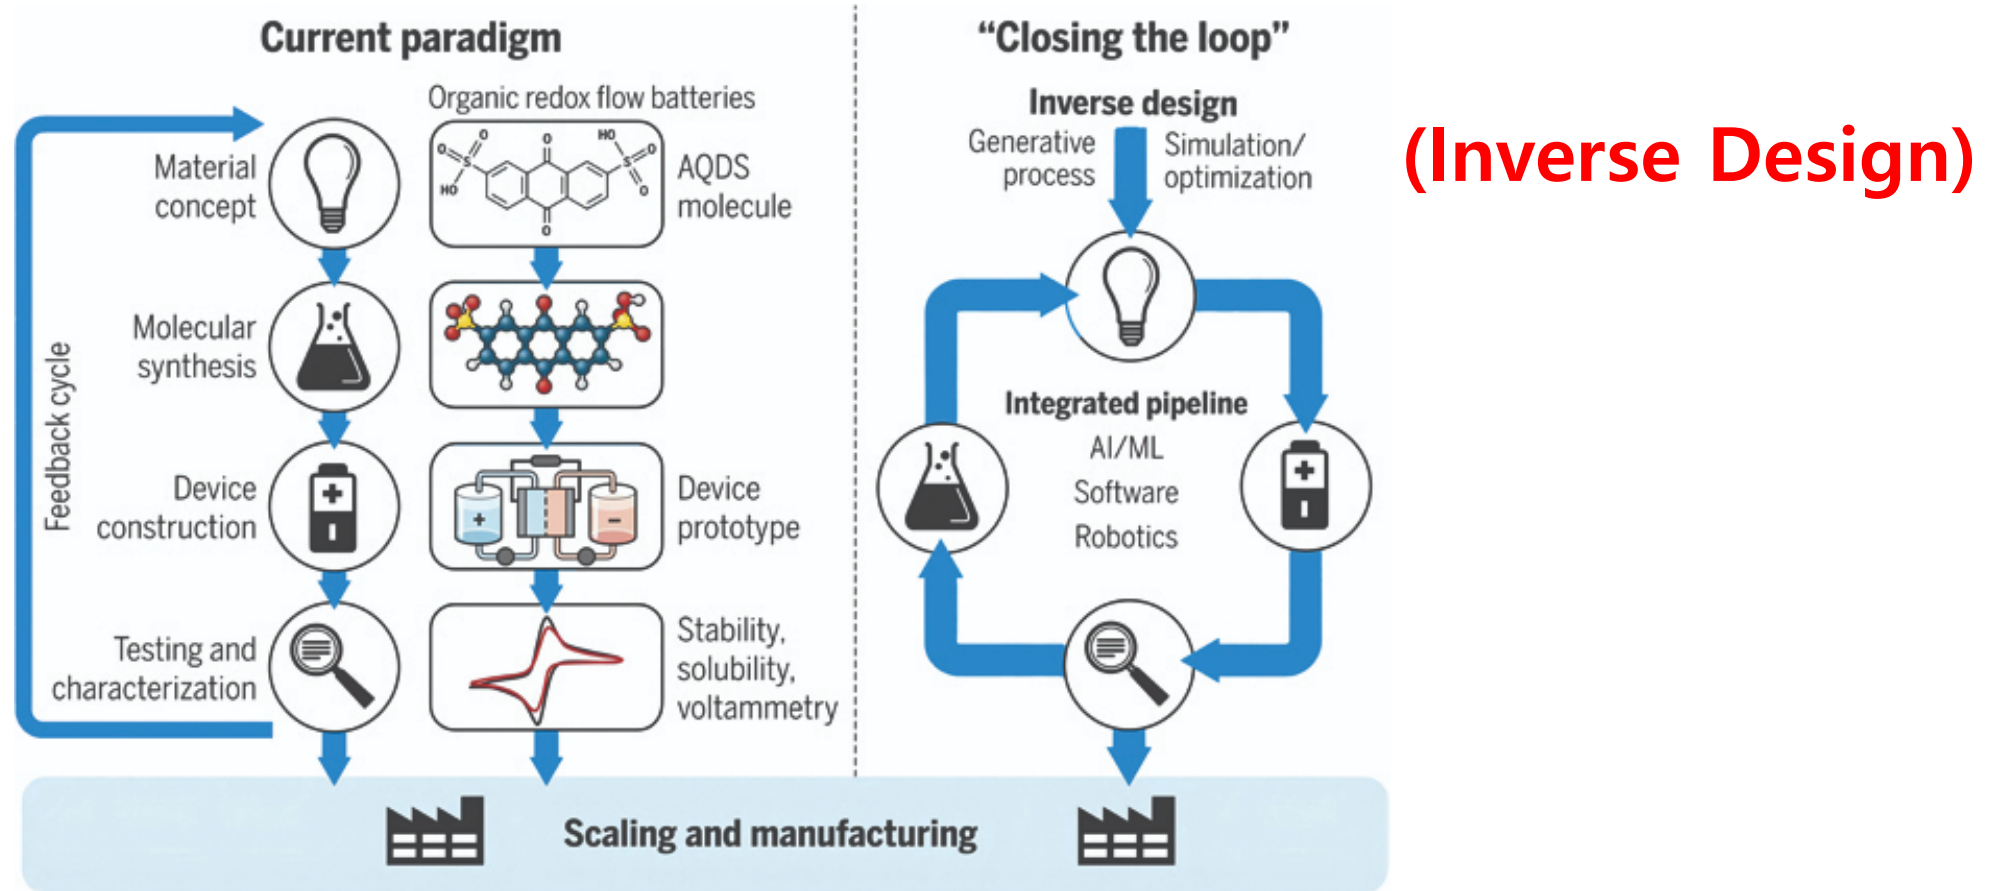 Current paradigm
Organic redox flow batteries
Material
concept
O
O
S
O
HO
O
O
HO
O
S
O
O
AQDS
molecule
Molecular
synthesis
Feedback cycle
Device
construction
+
+
−
Device
prototype
Testing and
characterization
Stability,
solubility,
voltammetry
"Closing the loop"
Inverse design
Generative
process
Simulation/
optimization
Integrated pipeline
AI/ML
Software
Robotics
+
Scaling and manufacturing
(Inverse Design)